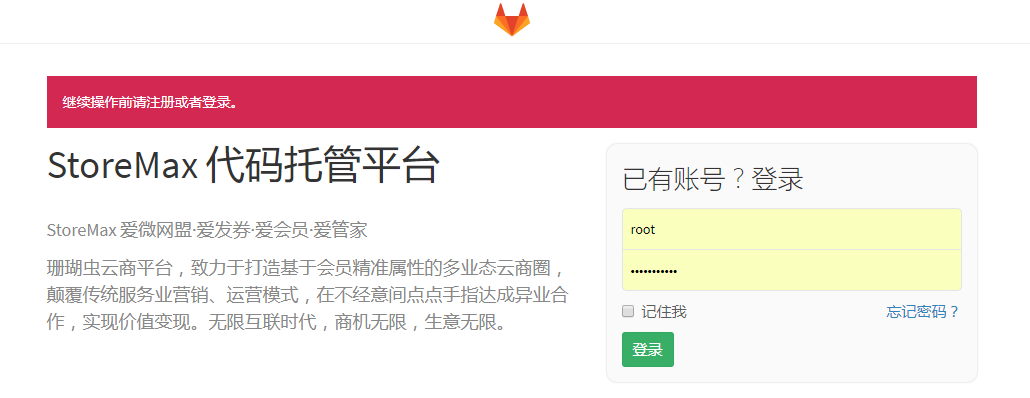 继续操作前请注册或者登录。
StoreMax 代码托管平台
StoreMax 爱微网盟·爱发券·爱会员·爱管家
珊瑚虫云商平台，致力于打造基于会员精准属性的多业态云商圈，
颠覆传统服务业营销、运营模式，在不经意间点点手指达成异业合
作，实现价值变现。无限互联时代，商机无限，生意无限。
已有账号？登录
root
•••••••••••
记住我
忘记密码？
登录